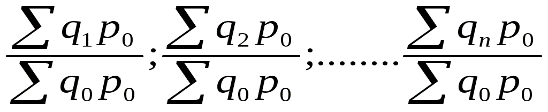 ∑q₁p₀ / ∑q₀p₀ ; ∑q₂p₀ / ∑q₀p₀ ;........ ∑qₙp₀ / ∑q₀p₀